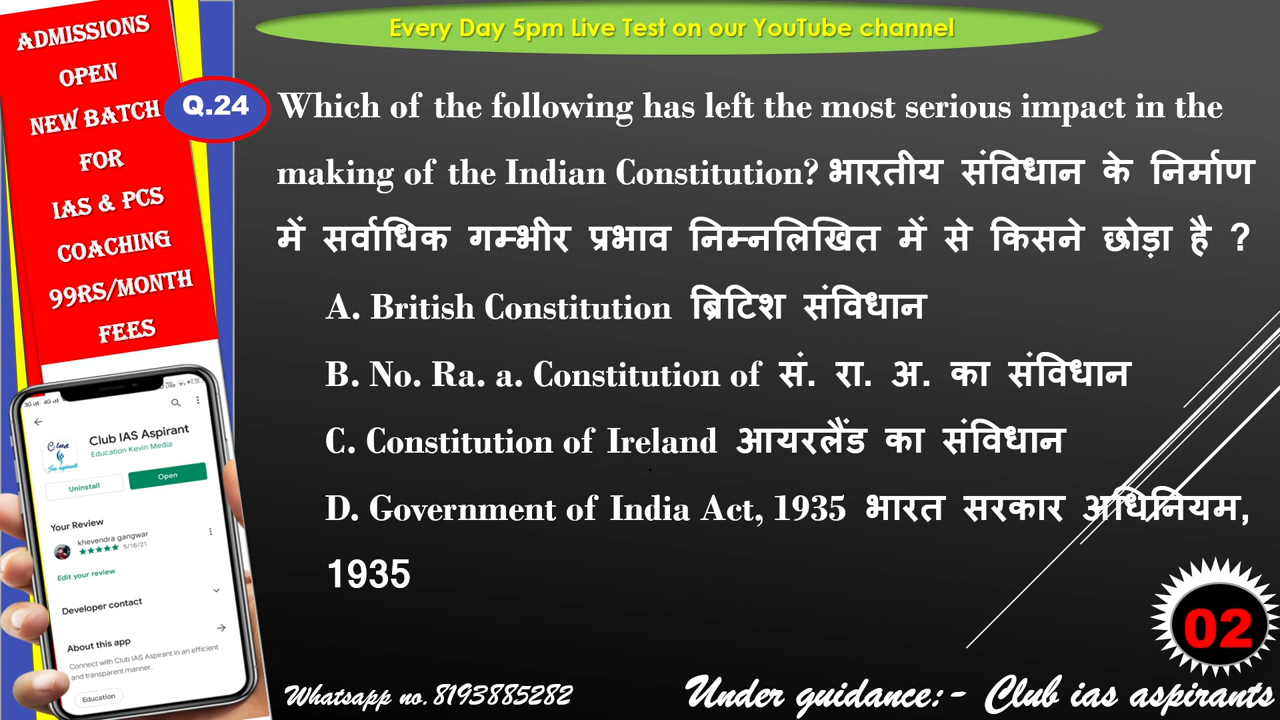 ADMISSIONS
OPEN
NEW BATCH
FOR
IAS & PCS
COACHING
99RS/MONTH
FEES
Every Day 5pm Live Test on our YouTube channel
Q.24
Which of the following has left the most serious impact in the
making of the Indian Constitution? भारतीय संविधान के निर्माण
में सर्वाधिक गम्भीर प्रभाव निम्नलिखित में से किसने छोड़ा है ?
A. British Constitution ब्रिटिश संविधान
B. No. Ra. a. Constitution of सं. रा. अ. का संविधान
C. Constitution of Ireland आयरलैंड का संविधान
D. Government of India Act, 1935 भारत सरकार अधिनियम,
1935
3G 4G
Club IAS Aspirant
Education Kevin Media
Uninstall
Open
Your Review
khevendra gangwar
★★★★★ 5/16/21
Edit your review
Developer contact
About this app
Connect with Club IAS Aspirant in an efficient
and transparent manner.
Education
02
Whatsapp no. 8193885282
Under guidance:- Club ias aspirants